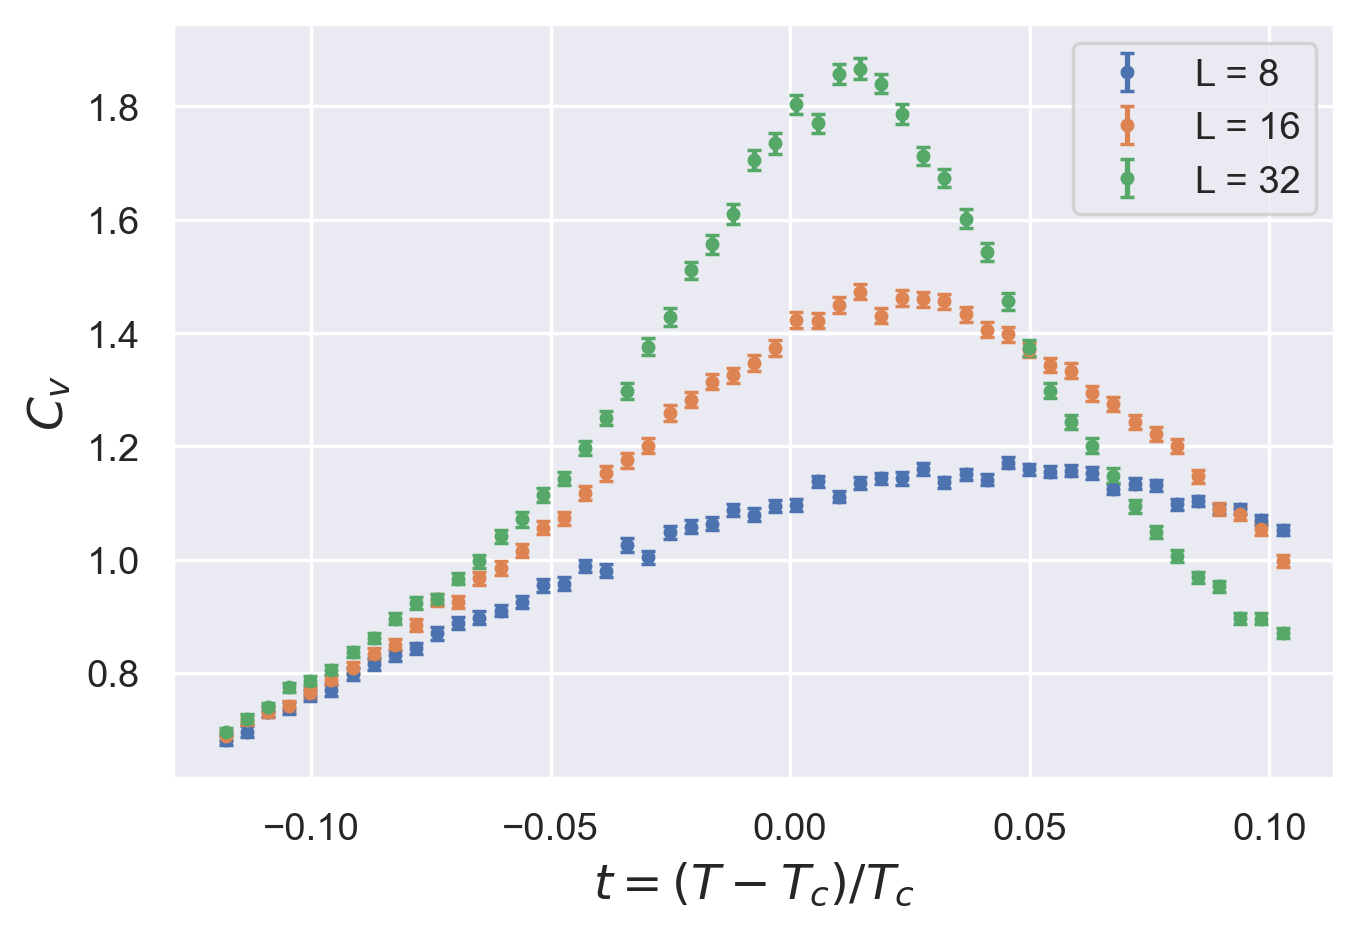 L = 8
L = 16
L = 32
1.8
1.6
1.4
1.2
1.0
0.8
C_v
−0.10 −0.05 0.00 0.05 0.10
t = (T − T_c)/T_c